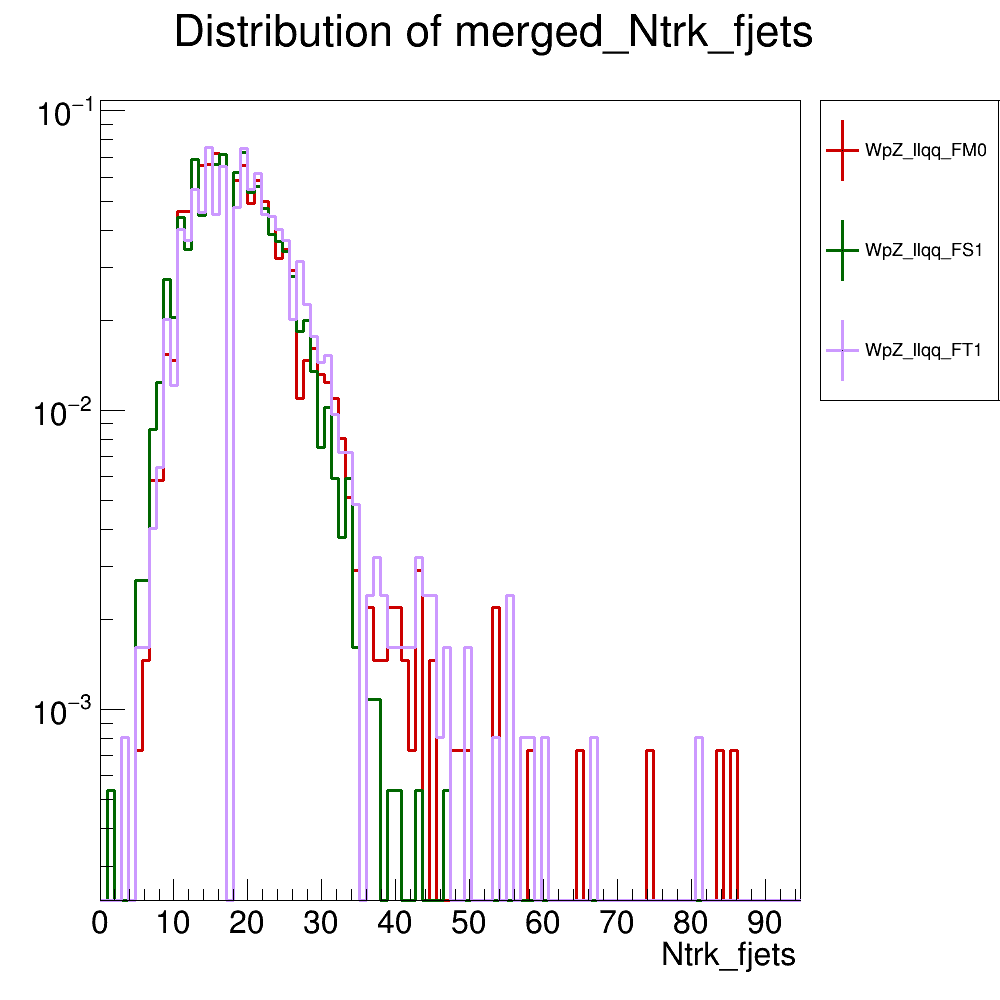 Distribution of merged_Ntrk_fjets
10⁻¹
10⁻²
10⁻³
0 10 20 30 40 50 60 70 80 90
Ntrk_fjets
WpZ_llqq_FM0
WpZ_llqq_FS1
WpZ_llqq_FT1